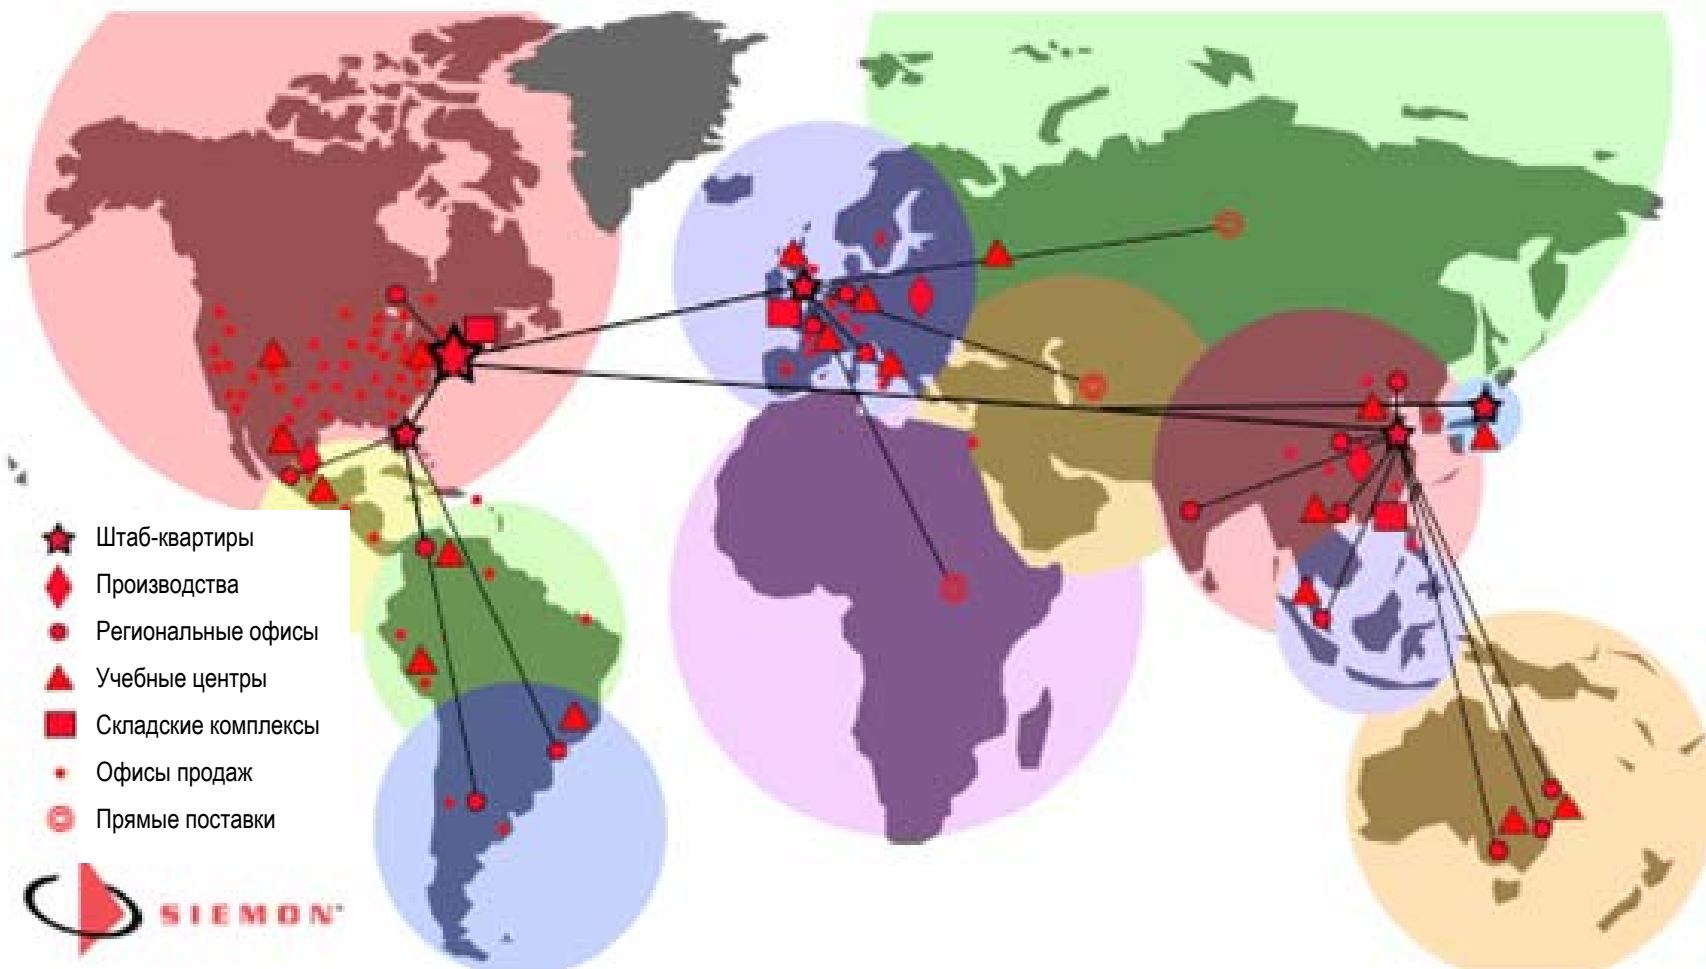 Штаб-квартиры
Производства
Региональные офисы
Учебные центры
Складские комплексы
Офисы продаж
Прямые поставки
SIEMON